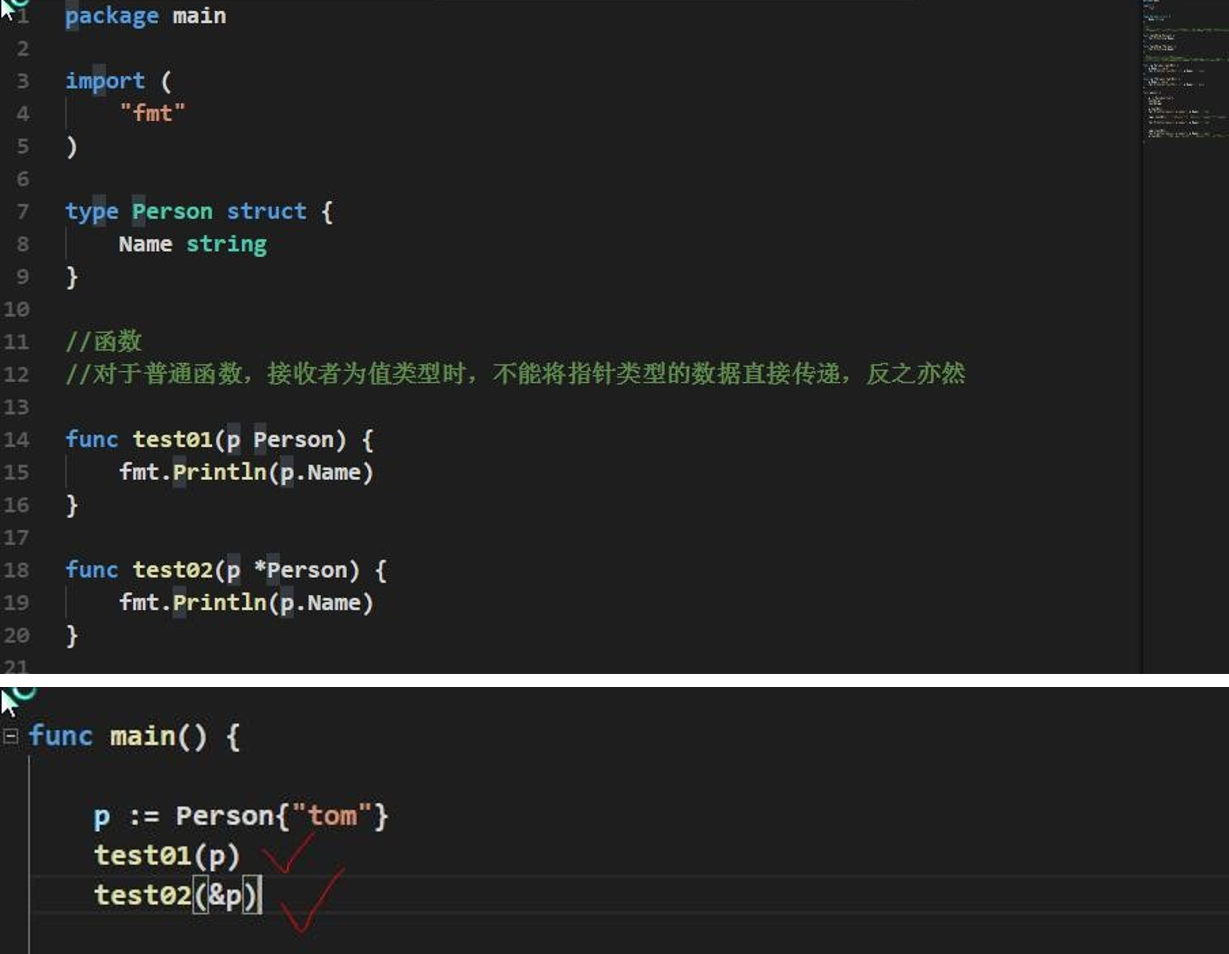 1 package main
2
3 import (
4 "fmt"
5 )
6
7 type Person struct {
8 Name string
9 }
10
11 //函数
12 //对于普通函数，接收者为值类型时，不能将指针类型的数据直接传递，反之亦然
13
14 func test01(p Person) {
15 fmt.Println(p.Name)
16 }
17
18 func test02(p *Person) {
19 fmt.Println(p.Name)
20 }
21
func main() {
p := Person{"tom"}
test01(p)
test02(&p)